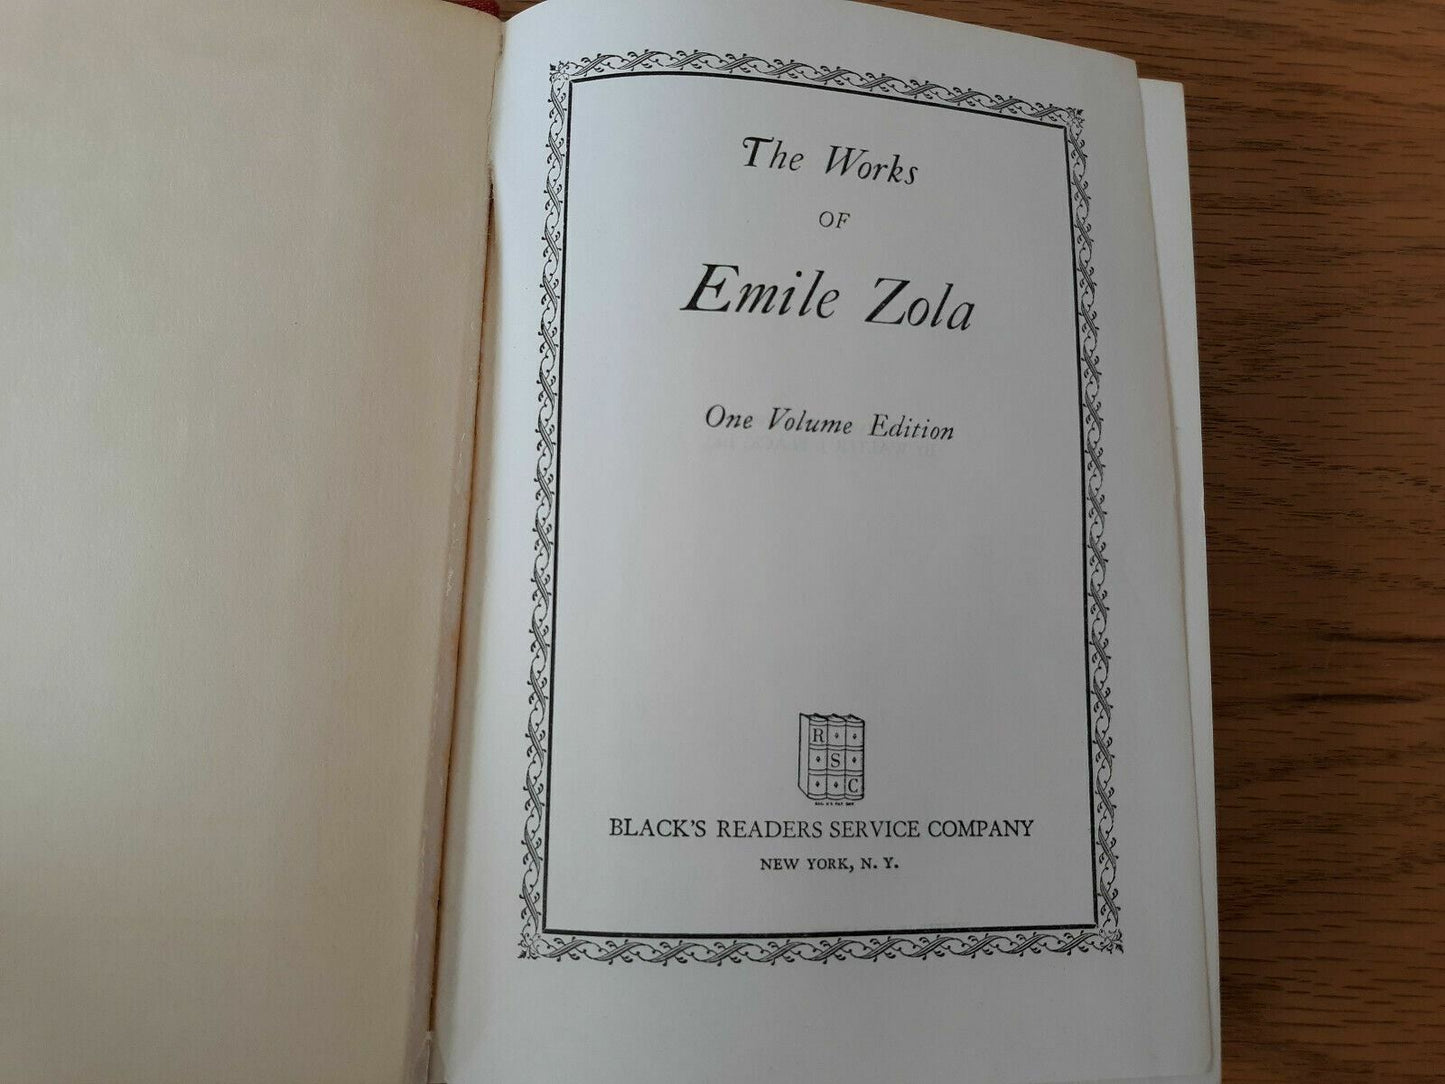 The Works
OF
Emile Zola
One Volume Edition
R
S
C
BLACK'S READERS SERVICE COMPANY
NEW YORK, N. Y.